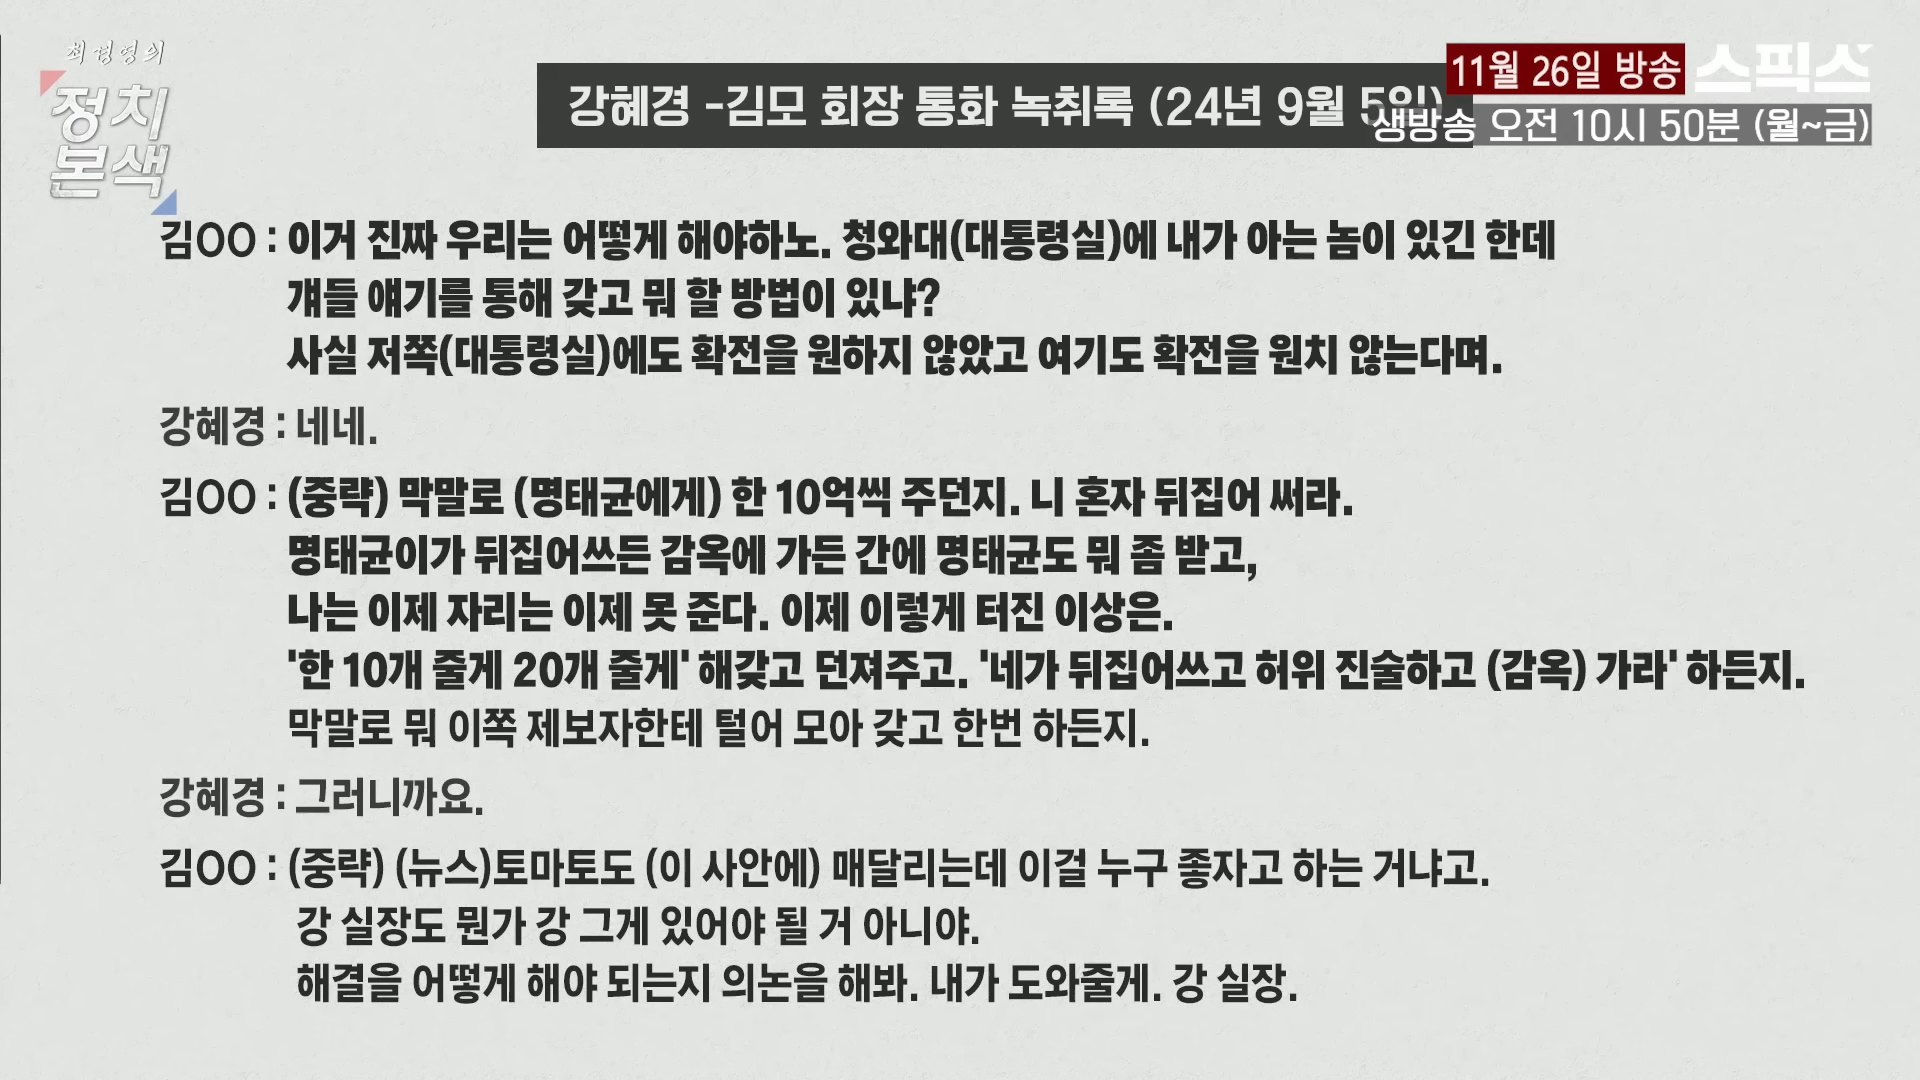 최경영의
정치
본색
강혜경 -김모 회장 통화 녹취록 (24년 9월 5일)
11월 26일 방송
스픽스
생방송 오전 10시 50분 (월~금)
김○○ : 이거 진짜 우리는 어떻게 해야하노. 청와대(대통령실)에 내가 아는 놈이 있긴 한데
걔들 얘기를 통해 갖고 뭐 할 방법이 있냐?
사실 저쪽(대통령실)에도 확전을 원하지 않았고 여기도 확전을 원치 않는다며.
강혜경 : 네네.
김○○ : (중략) 막말로 (명태균에게) 한 10억씩 주던지. 니 혼자 뒤집어 써라.
명태균이가 뒤집어쓰든 감옥에 가든 간에 명태균도 뭐 좀 받고,
나는 이제 자리는 이제 못 준다. 이제 이렇게 터진 이상은.
'한 10개 줄게 20개 줄게' 해갖고 던져주고. '네가 뒤집어쓰고 허위 진술하고 (감옥) 가라' 하든지.
막말로 뭐 이쪽 제보자한테 털어 모아 갖고 한번 하든지.
강혜경 : 그러니까요.
김○○ : (중략) (뉴스)토마토도 (이 사안에) 매달리는데 이걸 누구 좋자고 하는 거냐고.
강 실장도 뭔가 강 그게 있어야 될 거 아니야.
해결을 어떻게 해야 되는지 의논을 해봐. 내가 도와줄게. 강 실장.